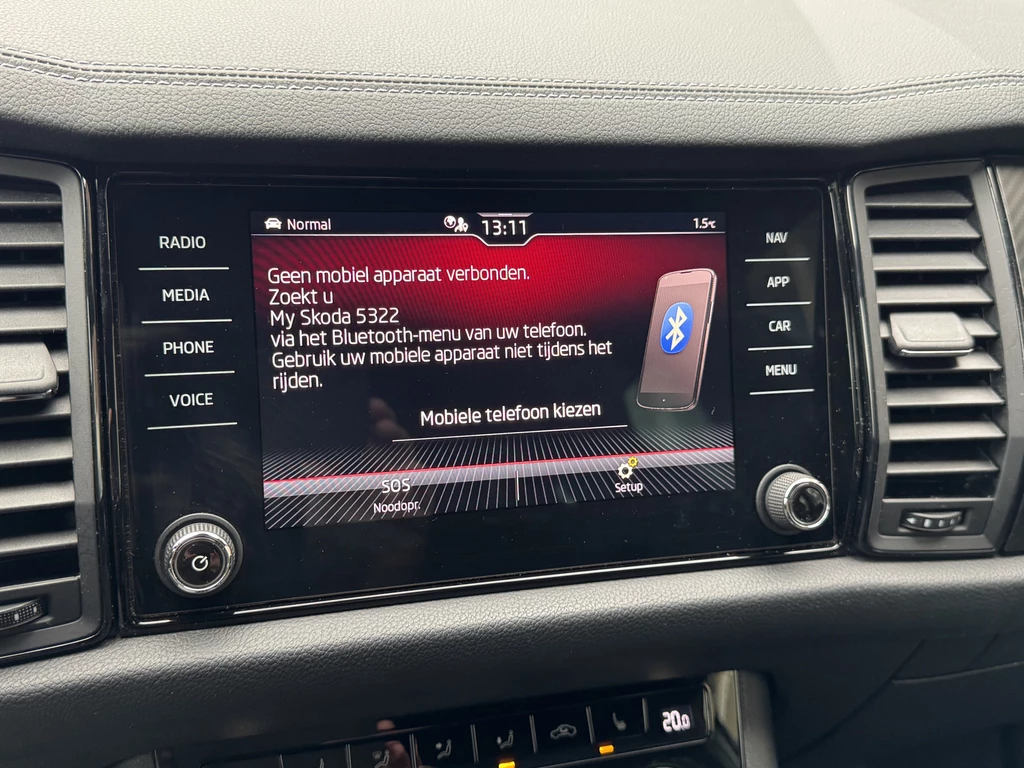 Normal
13:11
1.5°C
RADIO
MEDIA
PHONE
VOICE
Geen mobiel apparaat verbonden.
Zoekt u
My Skoda 5322
via het Bluetooth-menu van uw telefoon.
Gebruik uw mobiele apparaat niet tijdens het
rijden.
Mobiele telefoon kiezen
SOS
Noodopr.
Setup
NAV
APP
CAR
MENU
20.0